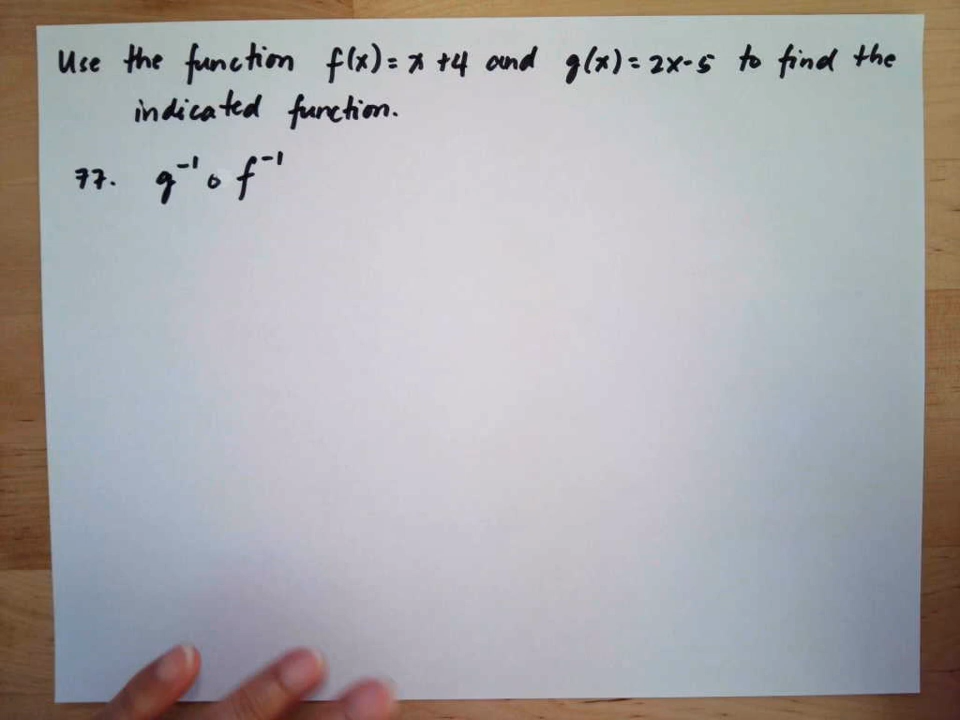 Use the function f(x) = x + 4 and g(x) = 2x - 5 to find the
indicated function.
77. g⁻¹ ∘ f⁻¹